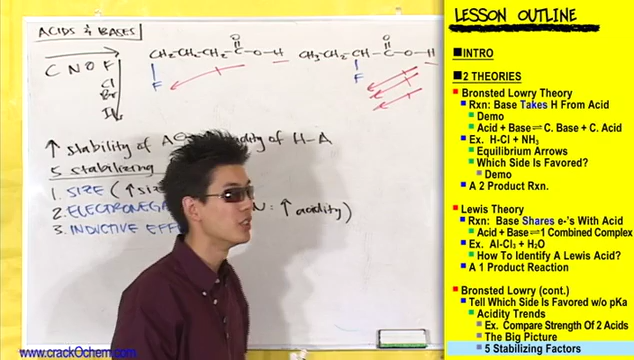 ACIDS & BASES
C N O F
Cl
Br
I
CH₂-CH₂-CH₂-C-O-H
O
F
CH₃-CH₂-CH-C-O-H
O
F
↑ stability of A⊖ of H-A
5 stabilizing
1. SIZE (↑ siz
2. ELECTRONEG N: ↑ acidity)
3. INDUCTIVE EFF
www.crackOchem.com
LESSON OUTLINE
INTRO
2 THEORIES
Bronsted Lowry Theory
Rxn: Base Takes H From Acid
Demo
Acid + Base⇌C. Base + C. Acid
Ex. H-Cl + NH₃
Equilibrium Arrows
Which Side Is Favored?
Demo
A 2 Product Rxn.
Lewis Theory
Rxn: Base Shares e-'s With Acid
Acid + Base⇌1 Combined Complex
Ex. Al-Cl₃ + H₂O
How To Identify A Lewis Acid?
A 1 Product Reaction
Bronsted Lowry (cont.)
Tell Which Side Is Favored w/o pKa
Acidity Trends
Ex. Compare Strength Of 2 Acids
The Big Picture
5 Stabilizing Factors